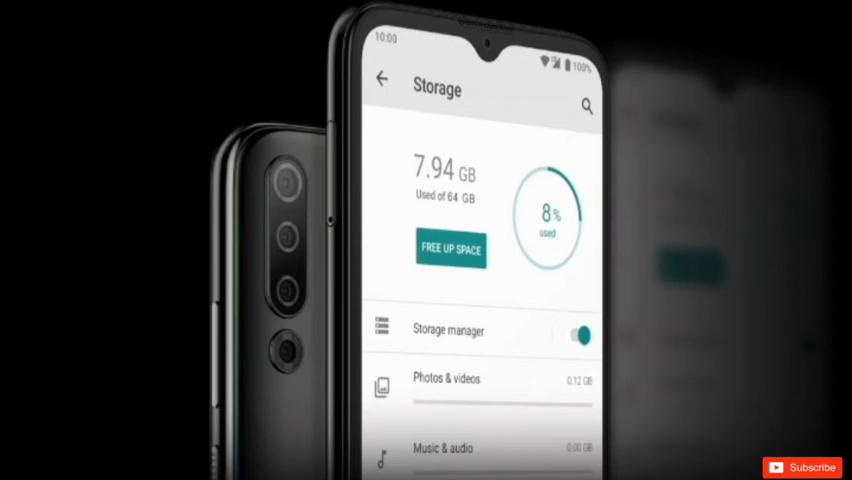 10:00
100%
Storage
7.94 GB
Used of 64 GB
8%
used
FREE UP SPACE
Storage manager
Photos & videos
0.12 GB
Music & audio
0.00 GB
Subscribe